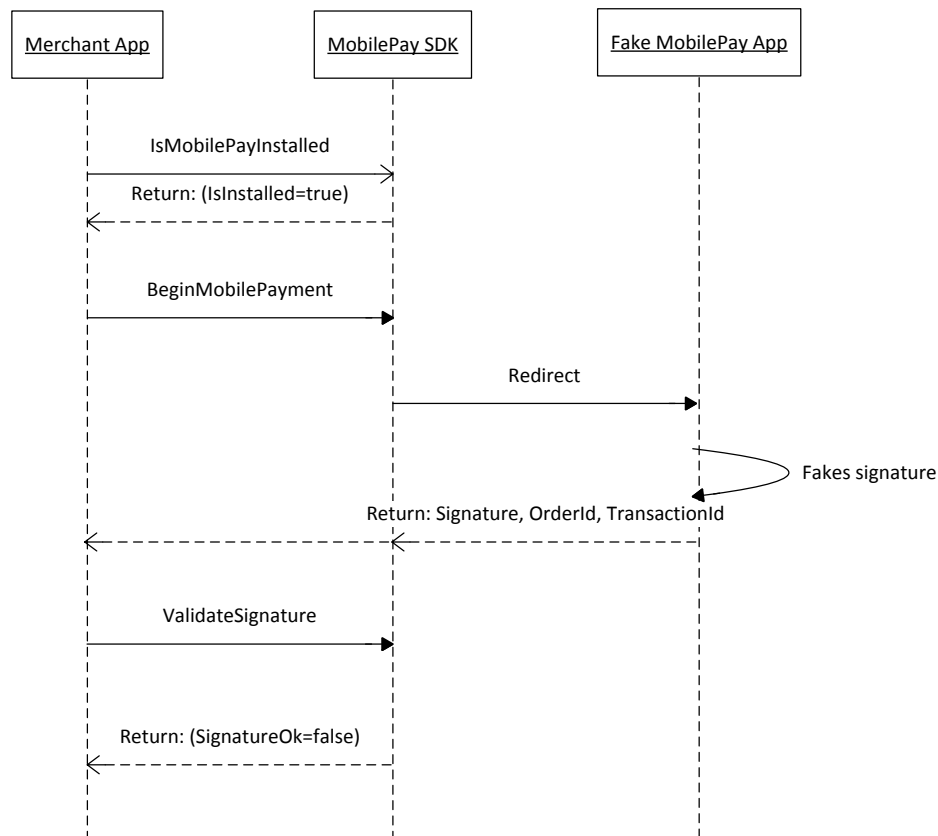 Merchant App
MobilePay SDK
Fake MobilePay App
IsMobilePayInstalled
Return: (IsInstalled=true)
BeginMobilePayment
Redirect
Fakes signature
Return: Signature, OrderId, TransactionId
ValidateSignature
Return: (SignatureOk=false)